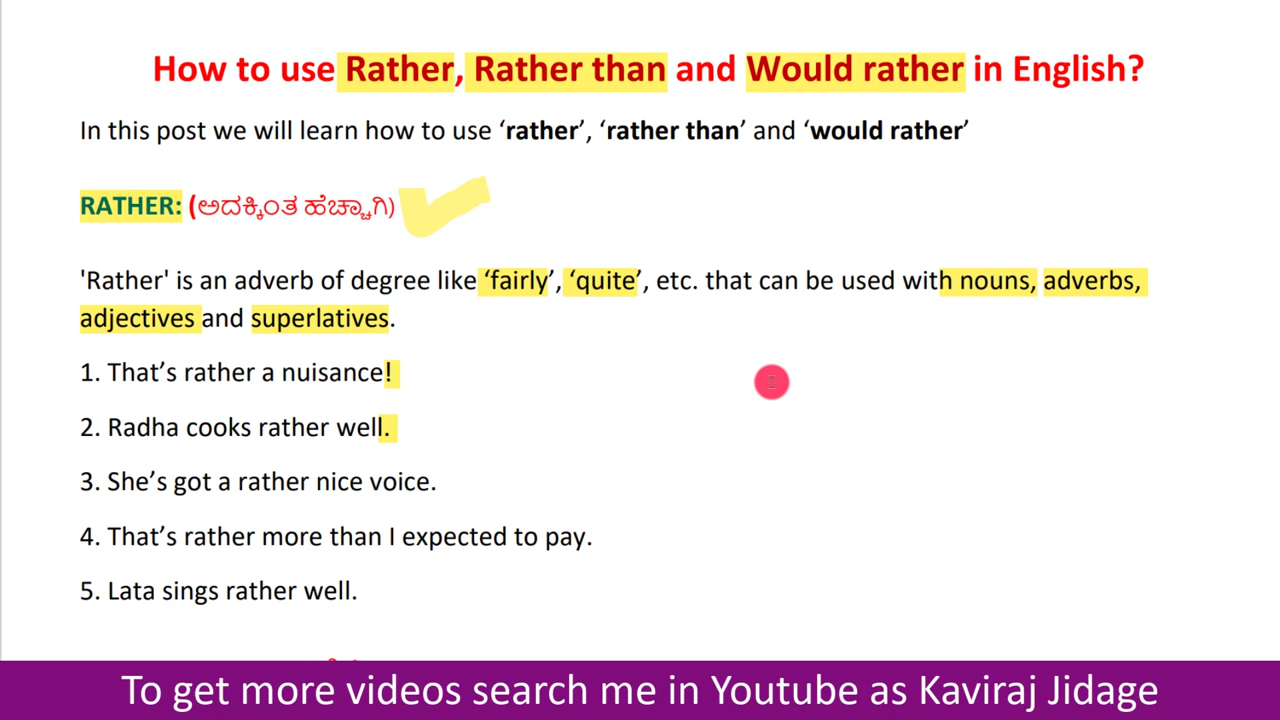 How to use Rather, Rather than and Would rather in English?
In this post we will learn how to use ‘rather’, ‘rather than’ and ‘would rather’
RATHER: (ಅದಕ್ಕಿಂತ ಹೆಚ್ಚಾಗಿ)
'Rather' is an adverb of degree like ‘fairly’, ‘quite’, etc. that can be used with nouns, adverbs,
adjectives and superlatives.
1. That’s rather a nuisance!
2. Radha cooks rather well.
3. She’s got a rather nice voice.
4. That’s rather more than I expected to pay.
5. Lata sings rather well.
To get more videos search me in Youtube as Kaviraj Jidage